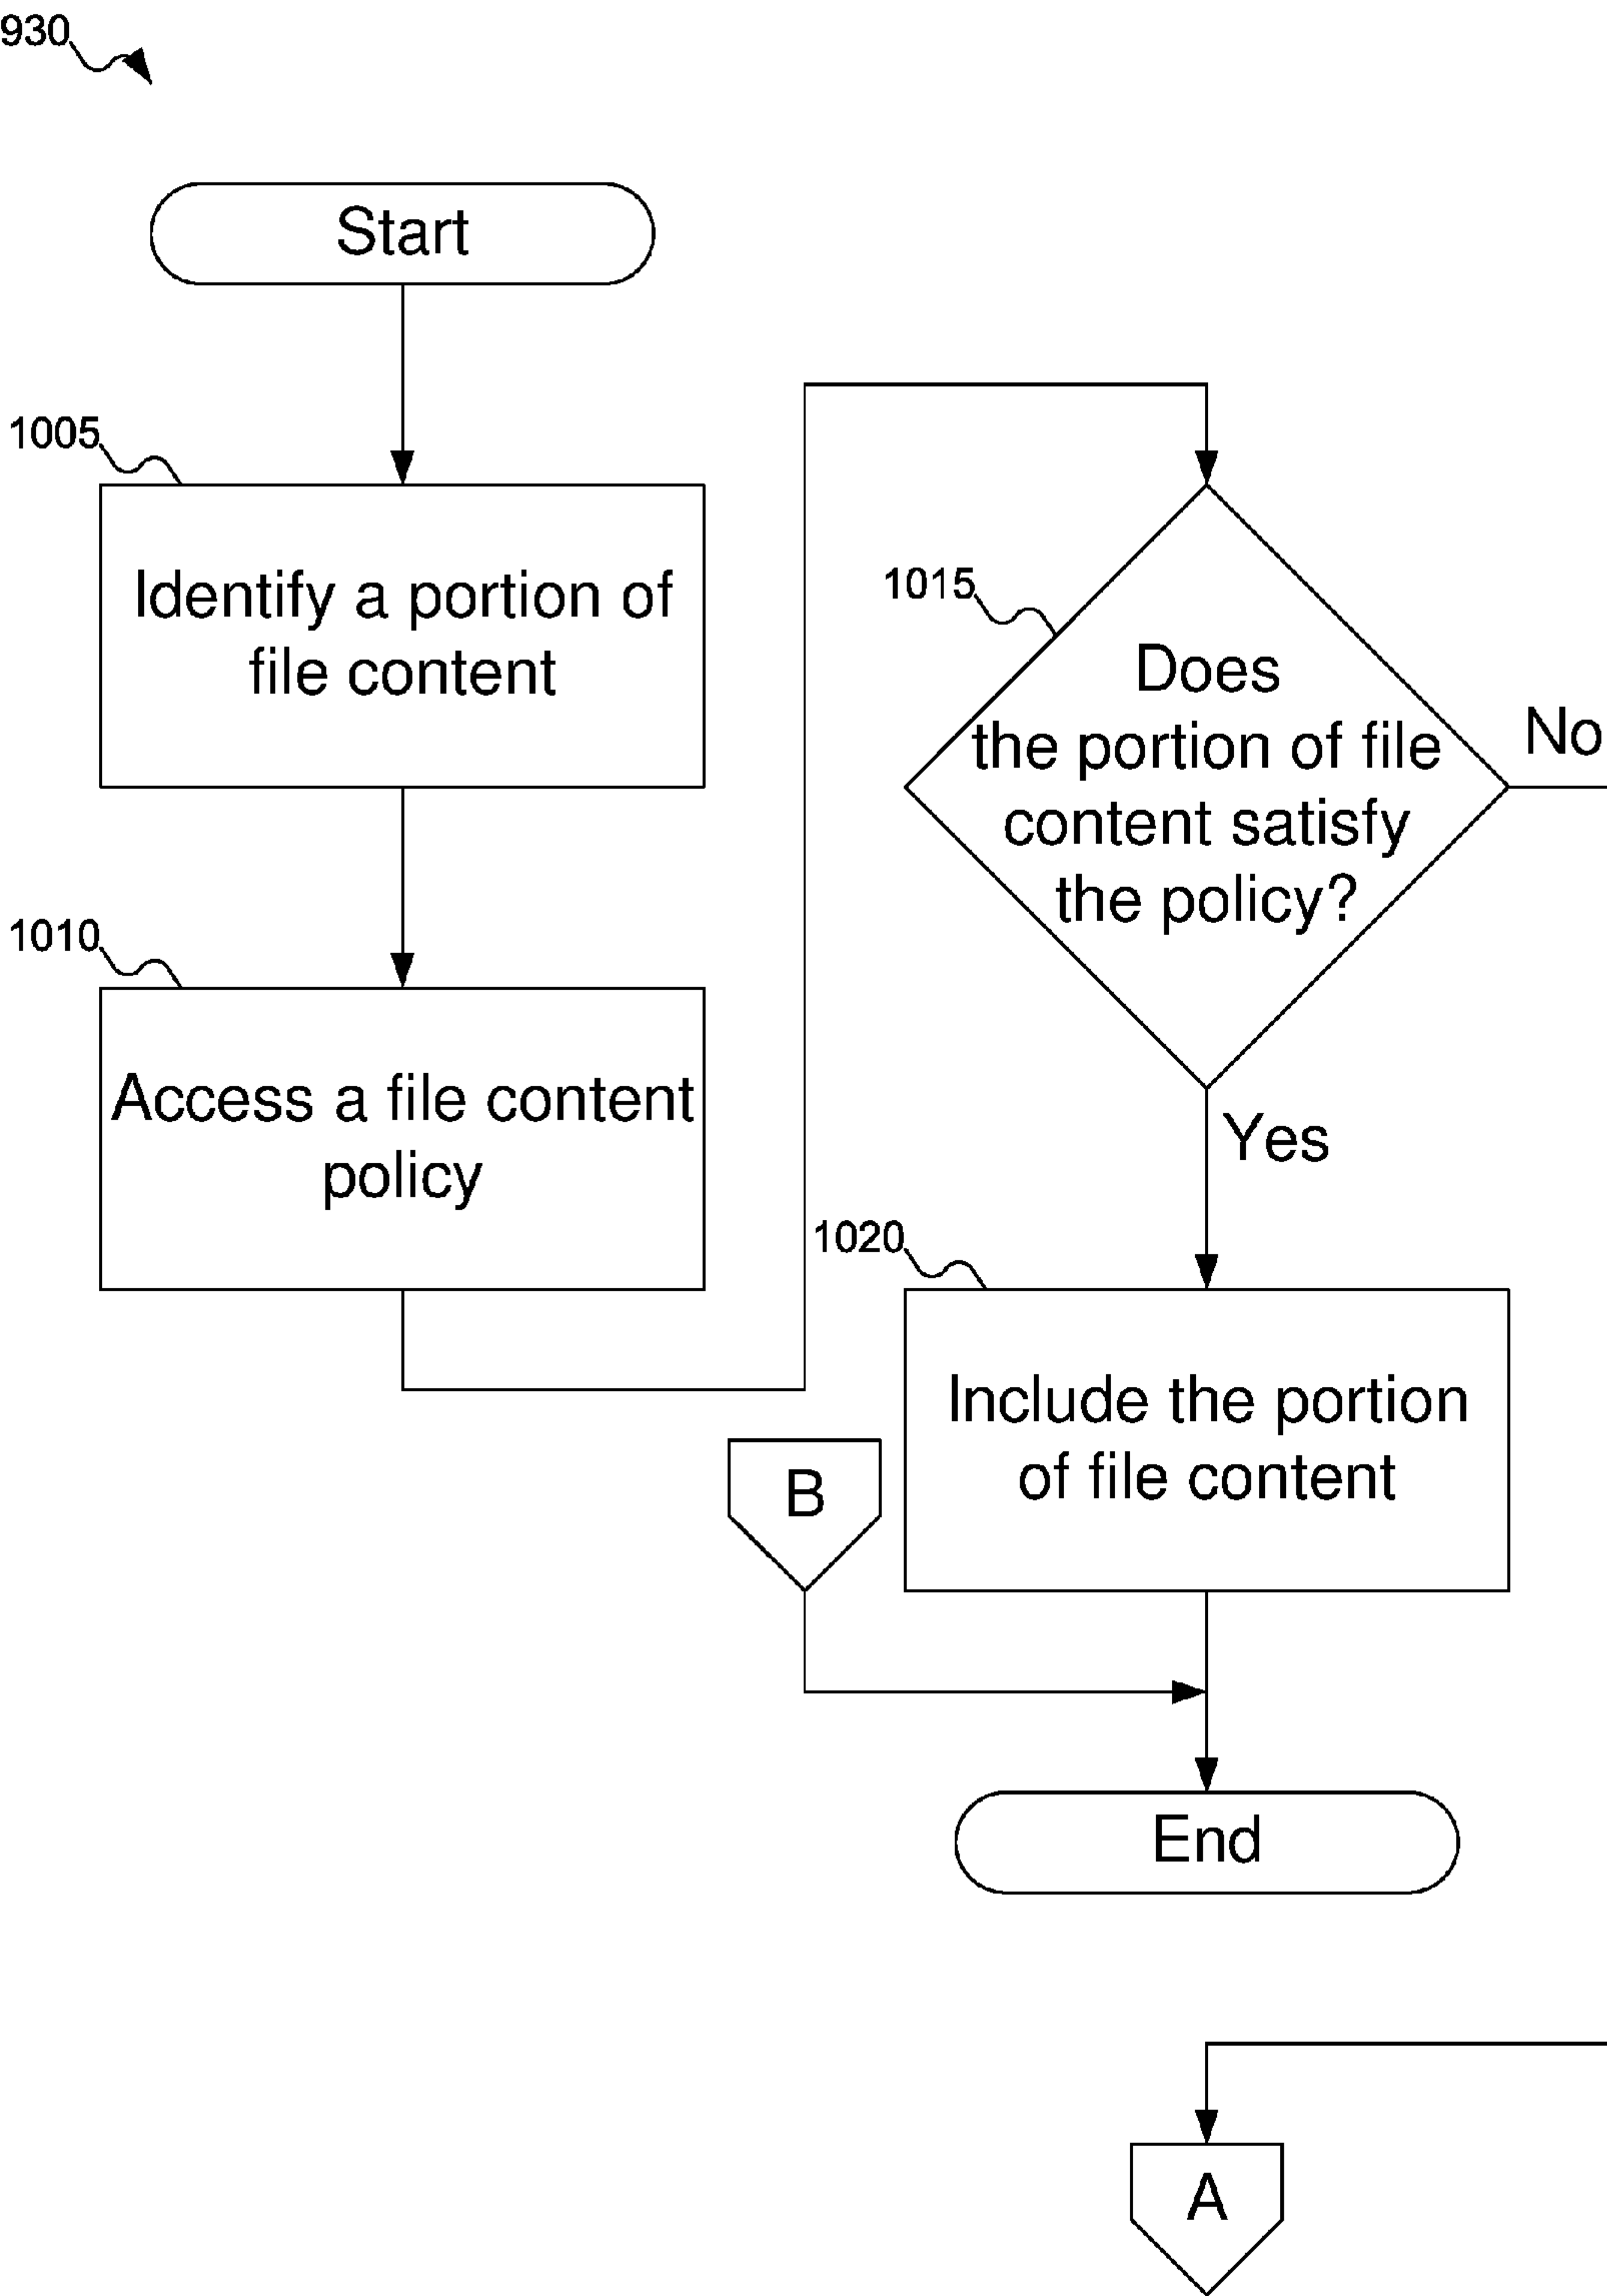 930
Start
1005
Identify a portion of
file content
1010
Access a file content
policy
1015
Does
the portion of file
content satisfy
the policy?
No
Yes
1020
Include the portion
of file content
B
End
A